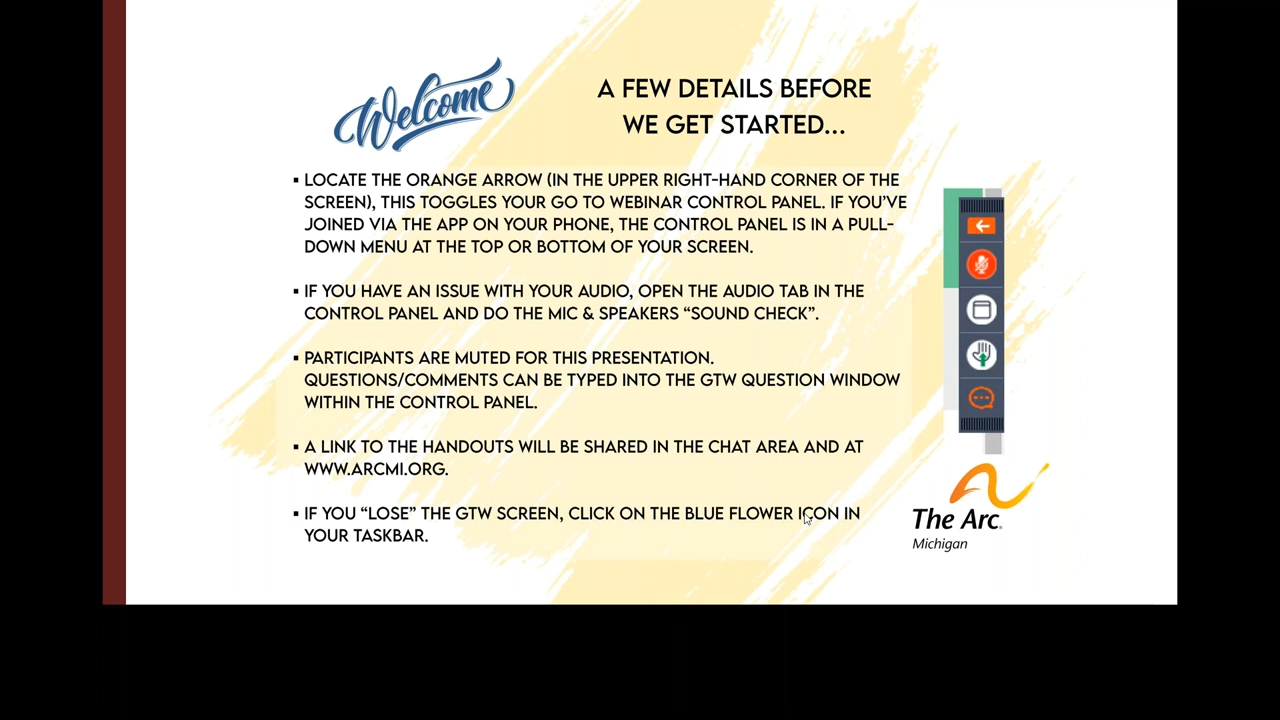 Welcome
A FEW DETAILS BEFORE
WE GET STARTED...
▪ LOCATE THE ORANGE ARROW (IN THE UPPER RIGHT-HAND CORNER OF THE
SCREEN), THIS TOGGLES YOUR GO TO WEBINAR CONTROL PANEL. IF YOU'VE
JOINED VIA THE APP ON YOUR PHONE, THE CONTROL PANEL IS IN A PULL-
DOWN MENU AT THE TOP OR BOTTOM OF YOUR SCREEN.
▪ IF YOU HAVE AN ISSUE WITH YOUR AUDIO, OPEN THE AUDIO TAB IN THE
CONTROL PANEL AND DO THE MIC & SPEAKERS “SOUND CHECK”.
▪ PARTICIPANTS ARE MUTED FOR THIS PRESENTATION.
QUESTIONS/COMMENTS CAN BE TYPED INTO THE GTW QUESTION WINDOW
WITHIN THE CONTROL PANEL.
▪ A LINK TO THE HANDOUTS WILL BE SHARED IN THE CHAT AREA AND AT
WWW.ARCMI.ORG.
▪ IF YOU “LOSE” THE GTW SCREEN, CLICK ON THE BLUE FLOWER ICON IN
YOUR TASKBAR.
The Arc.
Michigan